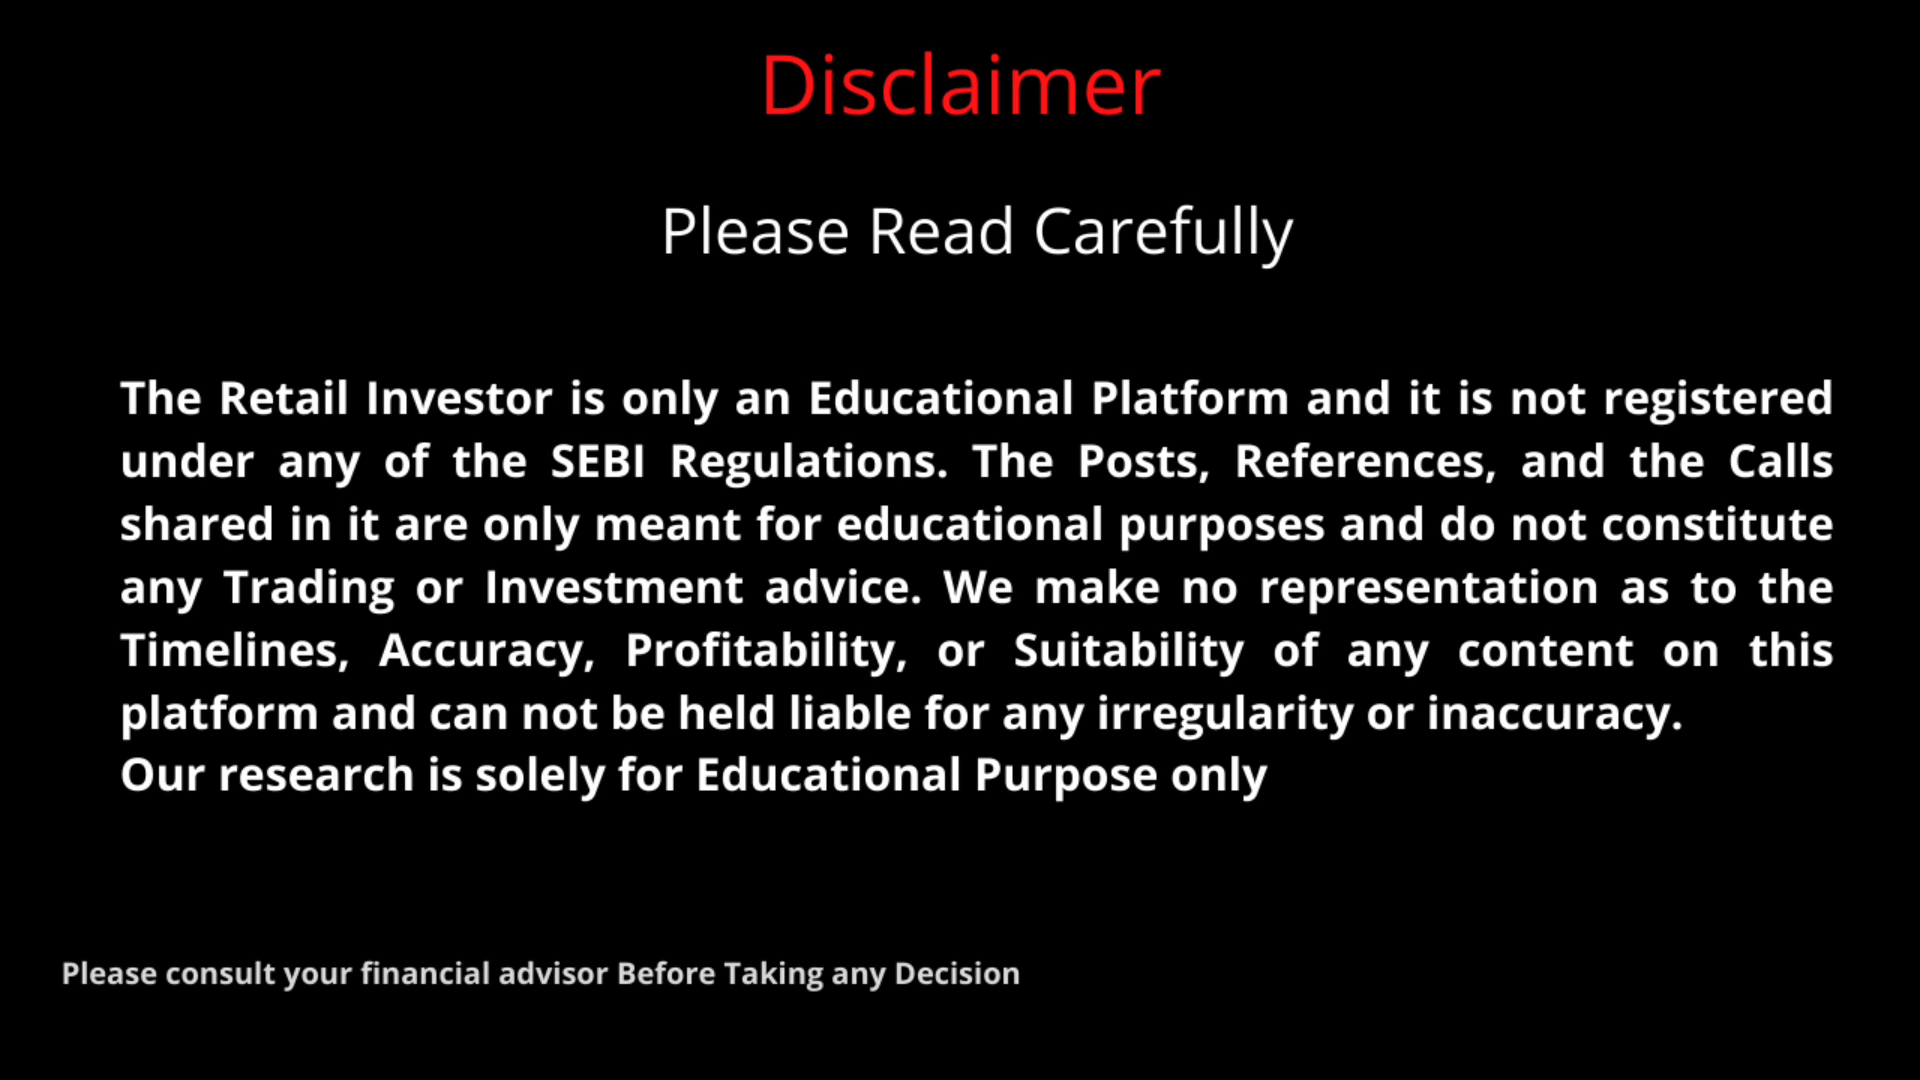 Disclaimer
Please Read Carefully
The Retail Investor is only an Educational Platform and it is not registered
under any of the SEBI Regulations. The Posts, References, and the Calls
shared in it are only meant for educational purposes and do not constitute
any Trading or Investment advice. We make no representation as to the
Timelines, Accuracy, Profitability, or Suitability of any content on this
platform and can not be held liable for any irregularity or inaccuracy.
Our research is solely for Educational Purpose only
Please consult your financial advisor Before Taking any Decision